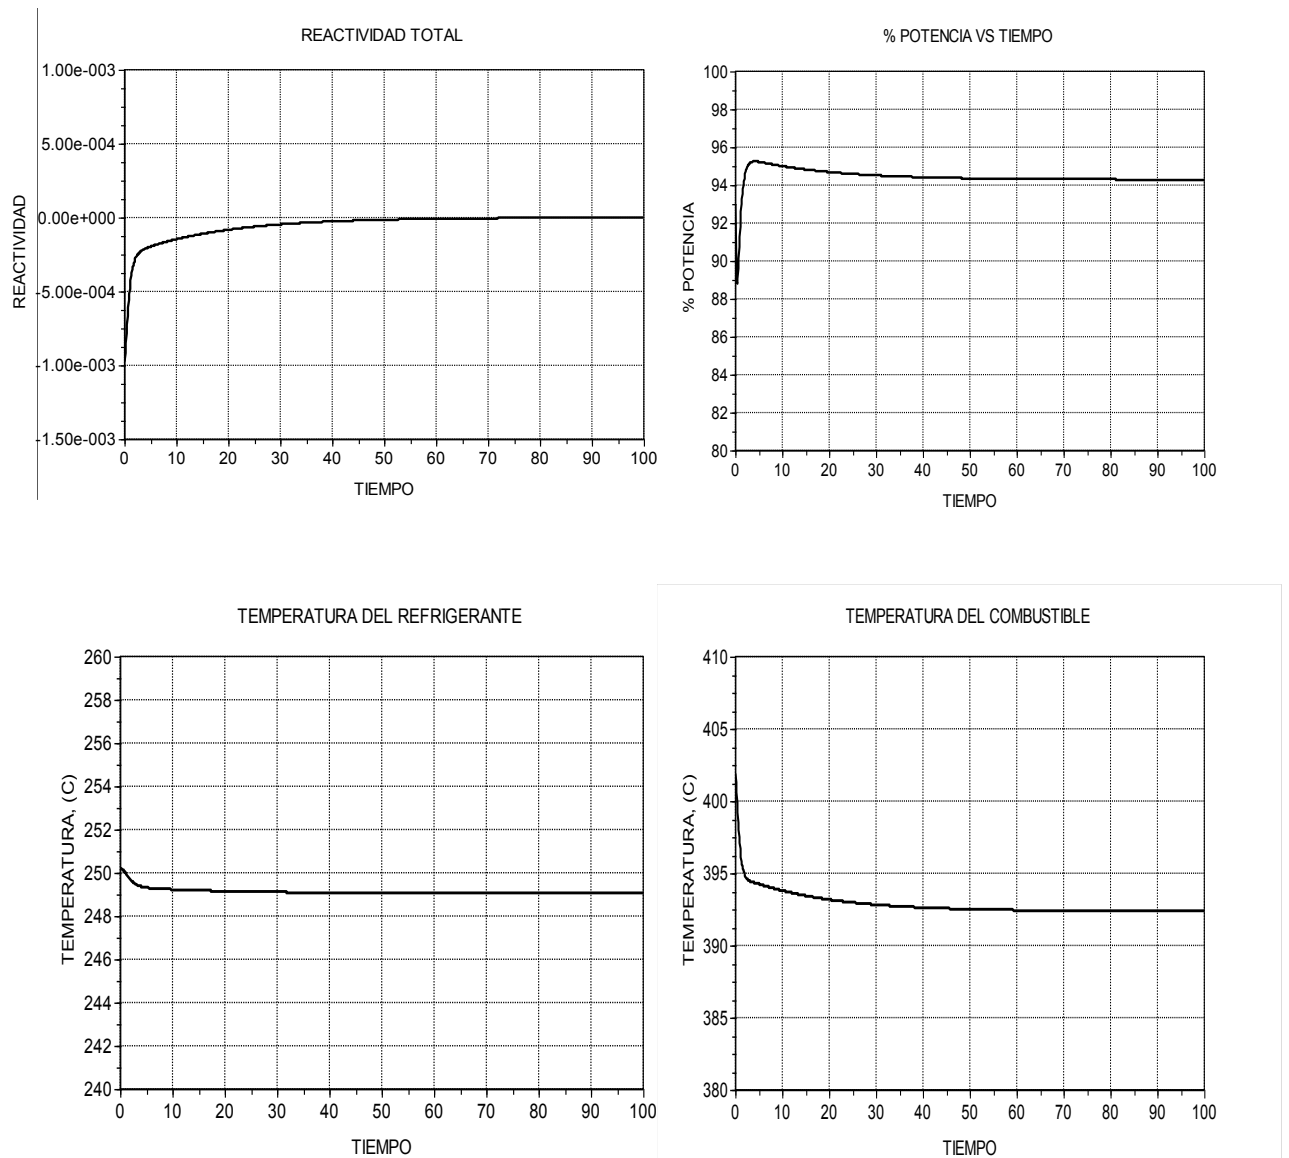 REACTIVIDAD TOTAL
1.00e-003
5.00e-004
0.00e+000
-5.00e-004
-1.00e-003
-1.50e-003
REACTIVIDAD
0 10 20 30 40 50 60 70 80 90 100
TIEMPO
% POTENCIA VS TIEMPO
100
98
96
94
92
90
88
86
84
82
80
% POTENCIA
0 10 20 30 40 50 60 70 80 90 100
TIEMPO
TEMPERATURA DEL REFRIGERANTE
260
258
256
254
252
250
248
246
244
242
240
TEMPERATURA, (C)
0 10 20 30 40 50 60 70 80 90 100
TIEMPO
TEMPERATURA DEL COMBUSTIBLE
410
405
400
395
390
385
380
TEMPERATURA, (C)
0 10 20 30 40 50 60 70 80 90 100
TIEMPO